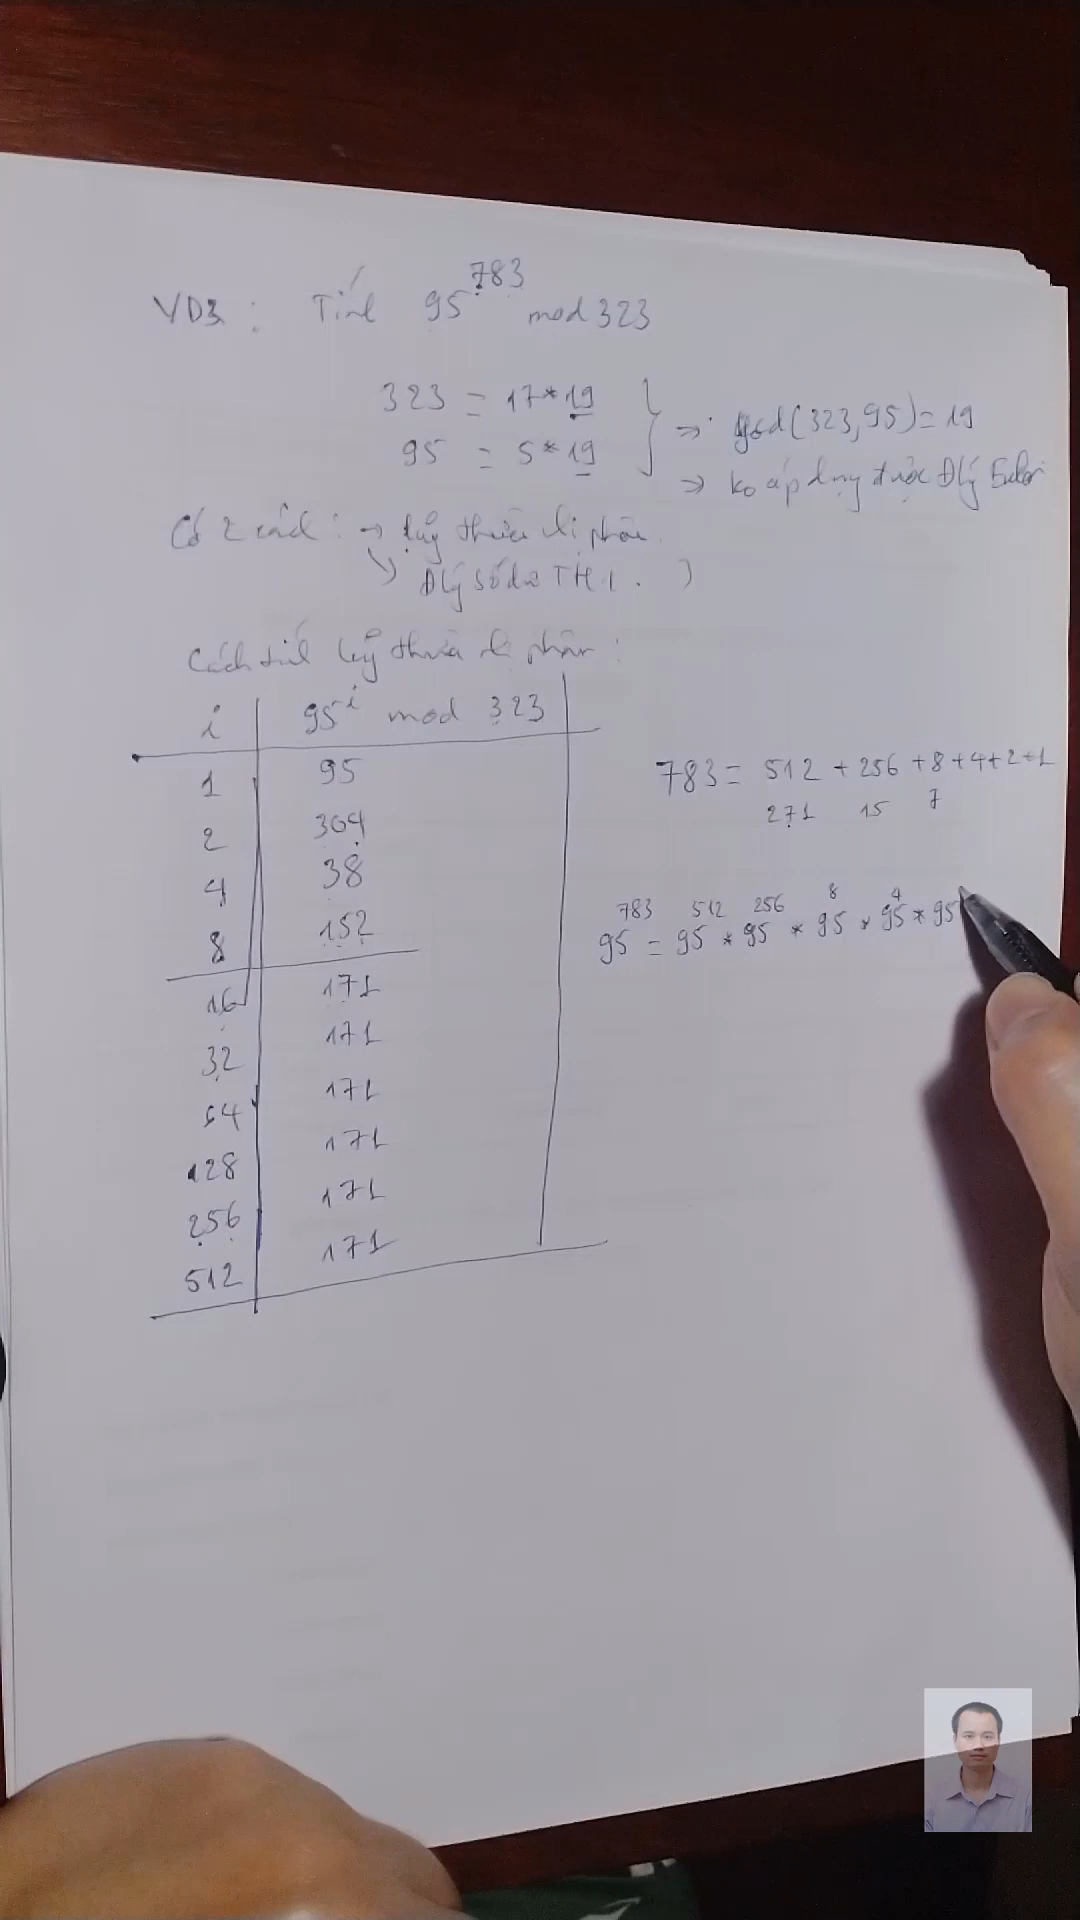 VD3: Tính 95^783 mod 323
323 = 17*19
95 = 5*19
} => gcd(323,95) = 19
=> ko áp dụng được Đlý Euler
Có 2 cách: → lũy thừa nhị phân.
↘ Đlý số dư TH1. )
Cách tính lũy thừa nhị phân:
i | 95^i mod 323
1 | 95
2 | 304
4 | 38
8 | 152
16 | 171
32 | 171
64 | 171
128 | 171
256 | 171
512 | 171
783 = 512 + 256 + 8 + 4 + 2 + 1
271 15 7
95^783 = 95^512 * 95^256 * 95^8 * 95^4 * 95